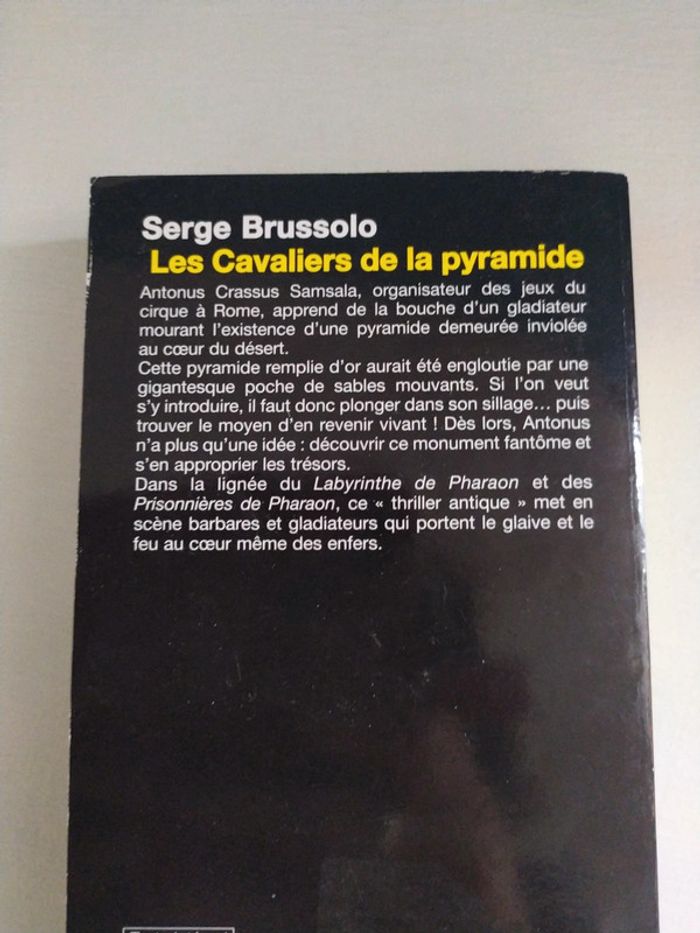 Serge Brussolo
Les Cavaliers de la pyramide
Antonus Crassus Samsala, organisateur des jeux du
cirque à Rome, apprend de la bouche d'un gladiateur
mourant l'existence d'une pyramide demeurée inviolée
au cœur du désert.
Cette pyramide remplie d'or aurait été engloutie par une
gigantesque poche de sables mouvants. Si l'on veut
s'y introduire, il faut donc plonger dans son sillage... puis
trouver le moyen d'en revenir vivant ! Dès lors, Antonus
n'a plus qu'une idée : découvrir ce monument fantôme et
s'en approprier les trésors.
Dans la lignée du Labyrinthe de Pharaon et des
Prisonnières de Pharaon, ce « thriller antique » met en
scène barbares et gladiateurs qui portent le glaive et le
feu au cœur même des enfers.